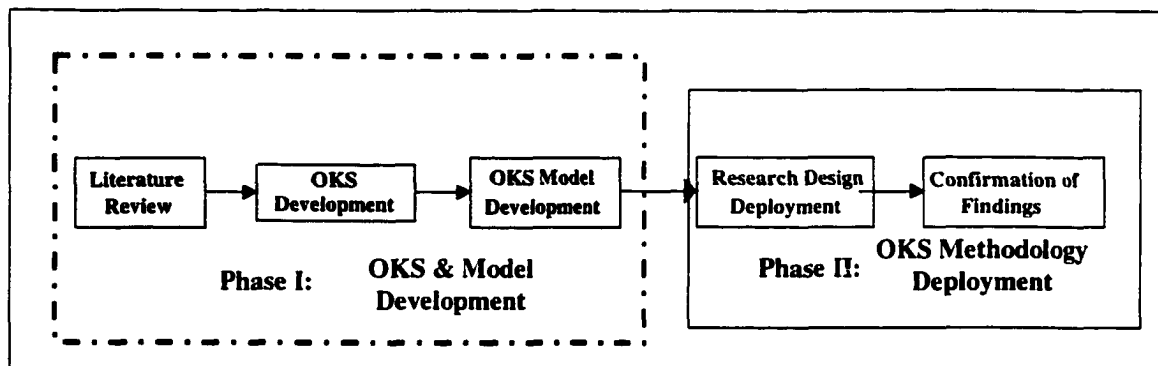 Literature
Review
OKS
Development
OKS Model
Development
Research Design
Deployment
Confirmation of
Findings
Phase I:
OKS & Model
Development
Phase II:
OKS Methodology
Deployment